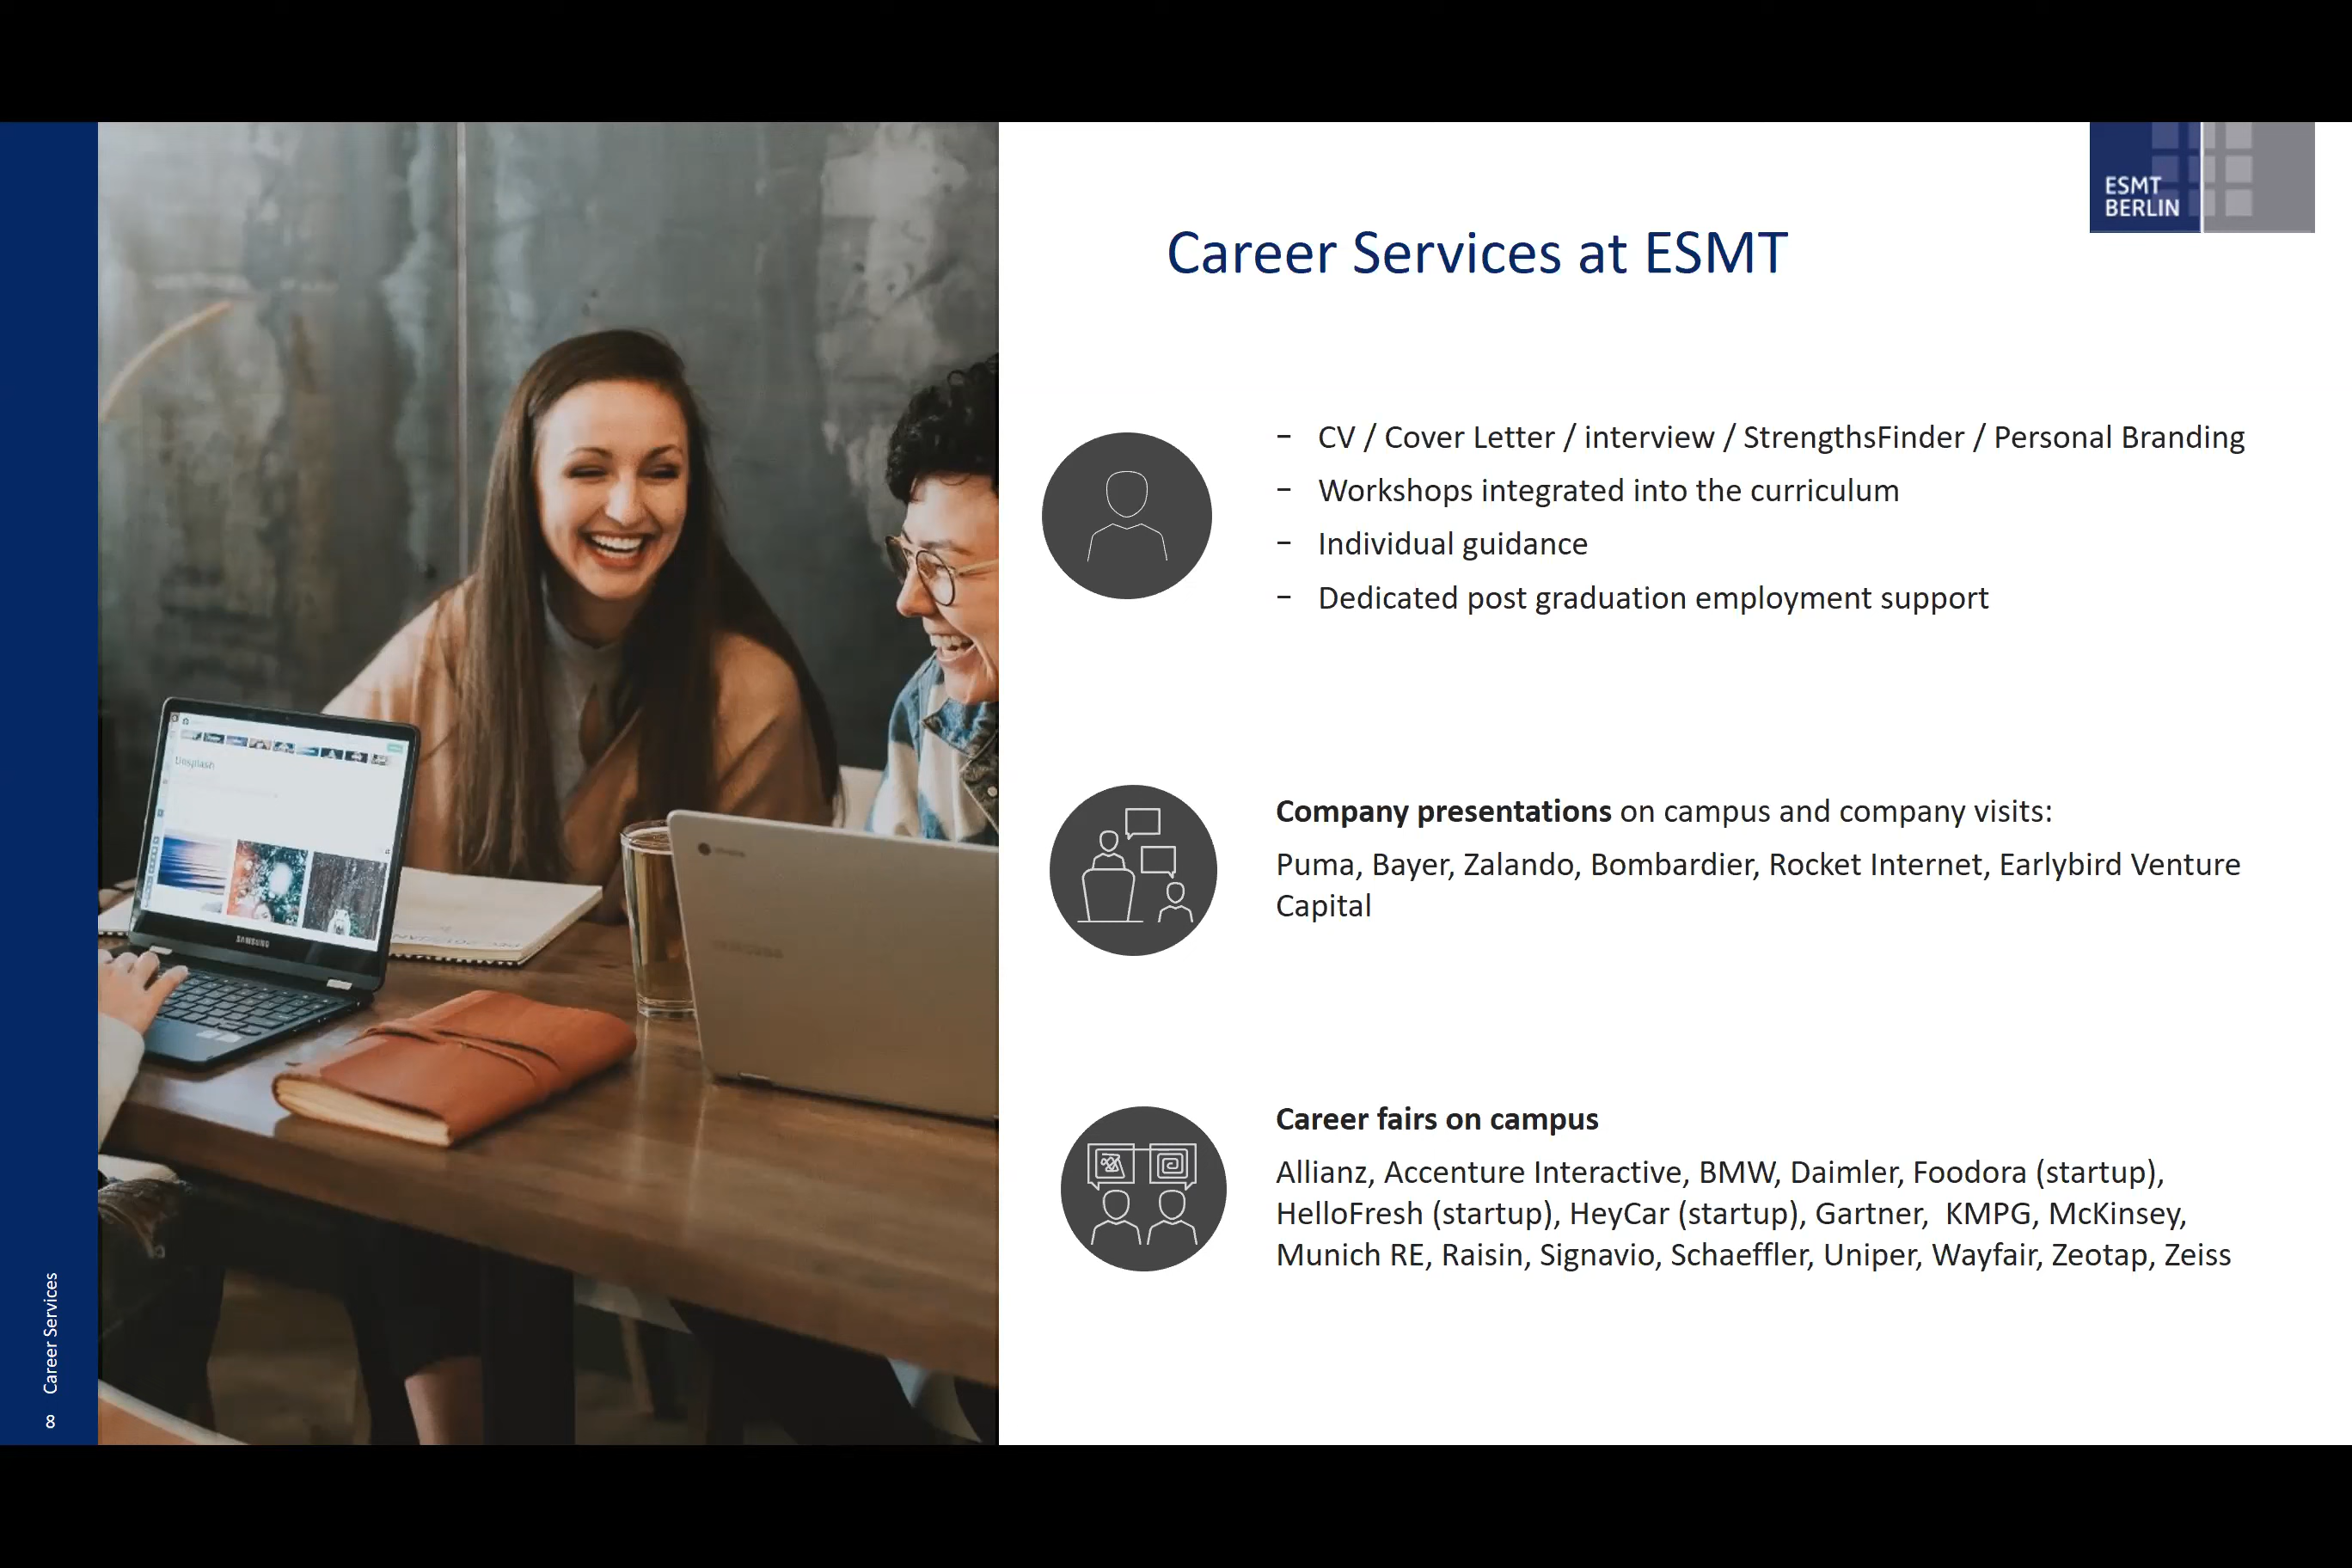 ESMT
BERLIN
Career Services at ESMT
− CV / Cover Letter / interview / StrengthsFinder / Personal Branding
− Workshops integrated into the curriculum
− Individual guidance
− Dedicated post graduation employment support
Company presentations on campus and company visits:
Puma, Bayer, Zalando, Bombardier, Rocket Internet, Earlybird Venture
Capital
Career fairs on campus
Allianz, Accenture Interactive, BMW, Daimler, Foodora (startup),
HelloFresh (startup), HeyCar (startup), Gartner,  KMPG, McKinsey,
Munich RE, Raisin, Signavio, Schaeffler, Uniper, Wayfair, Zeotap, Zeiss
Unsplash
SAMSUNG
8 Career Services